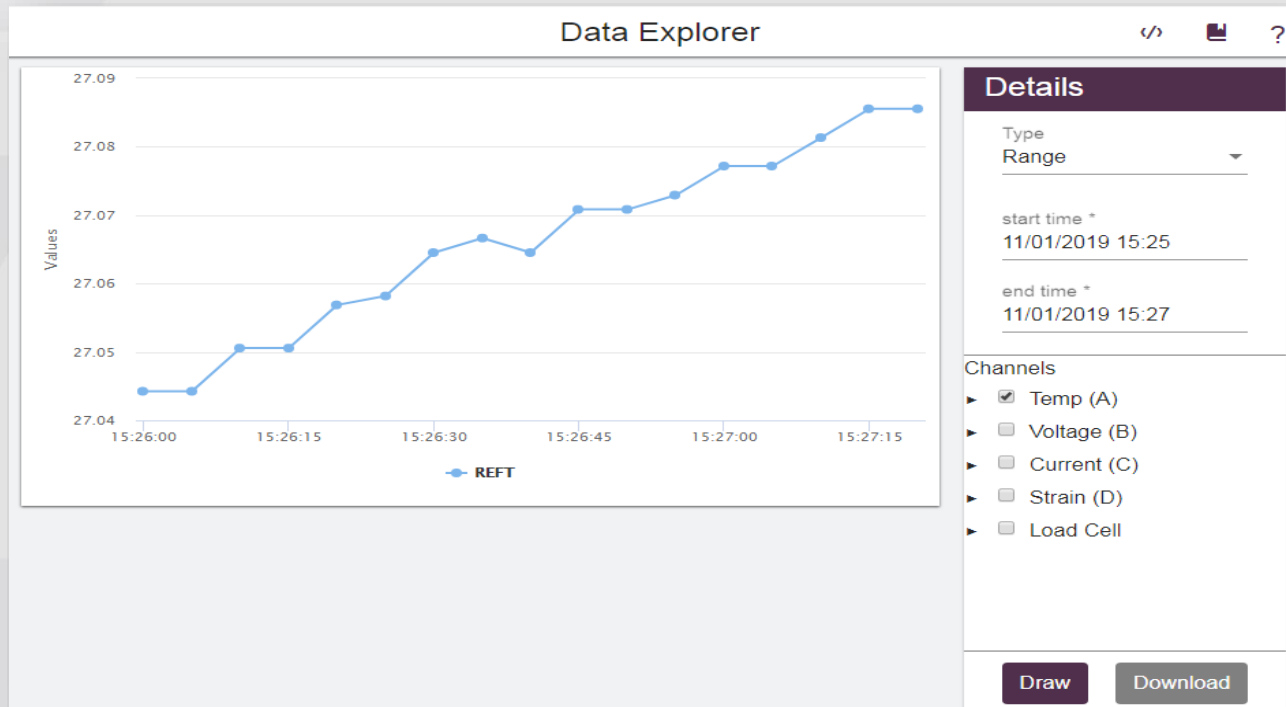 Data Explorer
</>
?
27.09
27.08
27.07
27.06
27.05
27.04
Values
15:26:00 15:26:15 15:26:30 15:26:45 15:27:00 15:27:15
REFT
Details
Type
Range
start time *
11/01/2019 15:25
end time *
11/01/2019 15:27
Channels
Temp (A)
Voltage (B)
Current (C)
Strain (D)
Load Cell
Draw Download